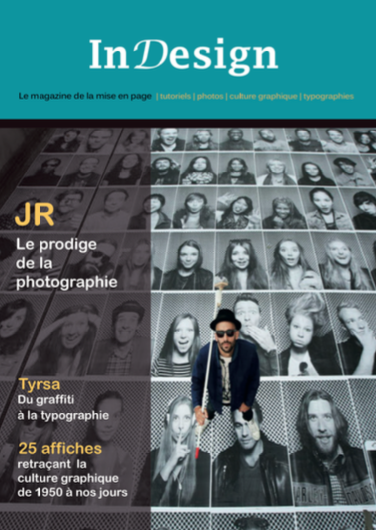 InDesign
Le magazine de la mise en page | tutoriels | photos | culture graphique | typographies
JR
Le prodige
de la
photographie
Tyrsa
Du graffiti
à la typographie
25 affiches
retraçant la
culture graphique
de 1950 à nos jours